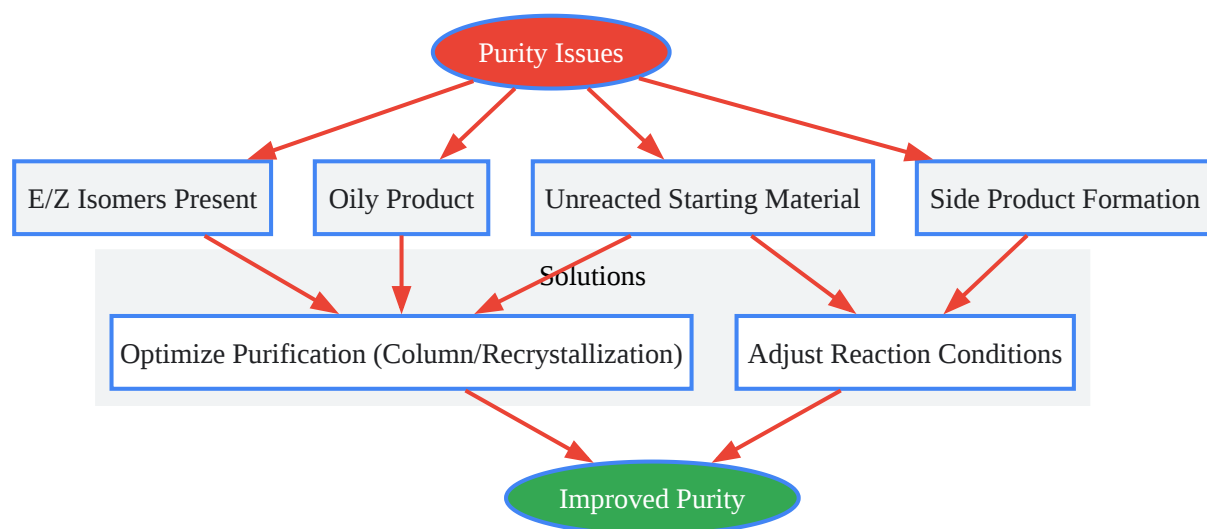 Purity Issues
E/Z Isomers Present
Oily Product
Unreacted Starting Material
Side Product Formation
Solutions
Optimize Purification (Column/Recrystallization)
Adjust Reaction Conditions
Improved Purity